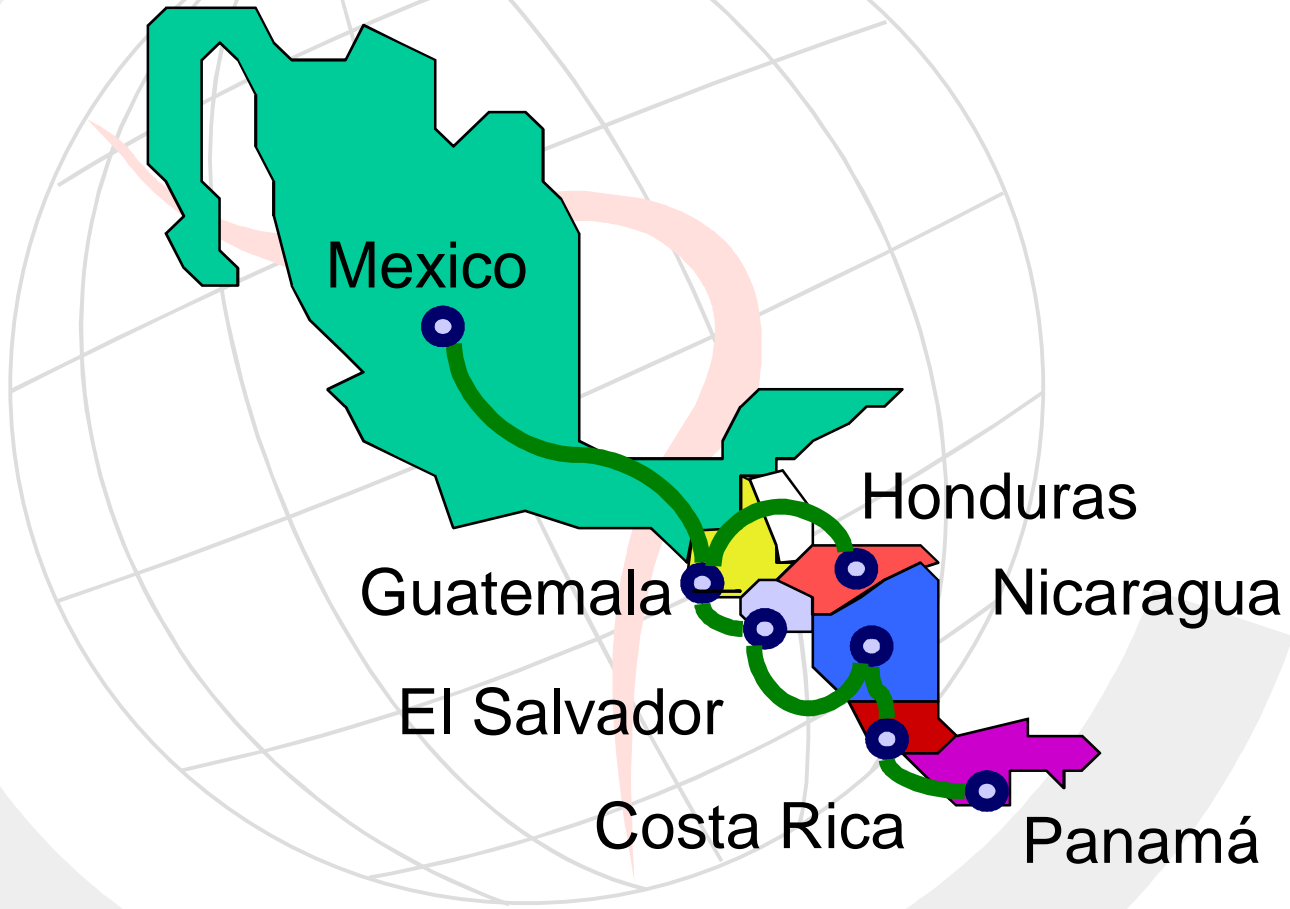 Mexico
Honduras
Guatemala
Nicaragua
El Salvador
Costa Rica
Panamá